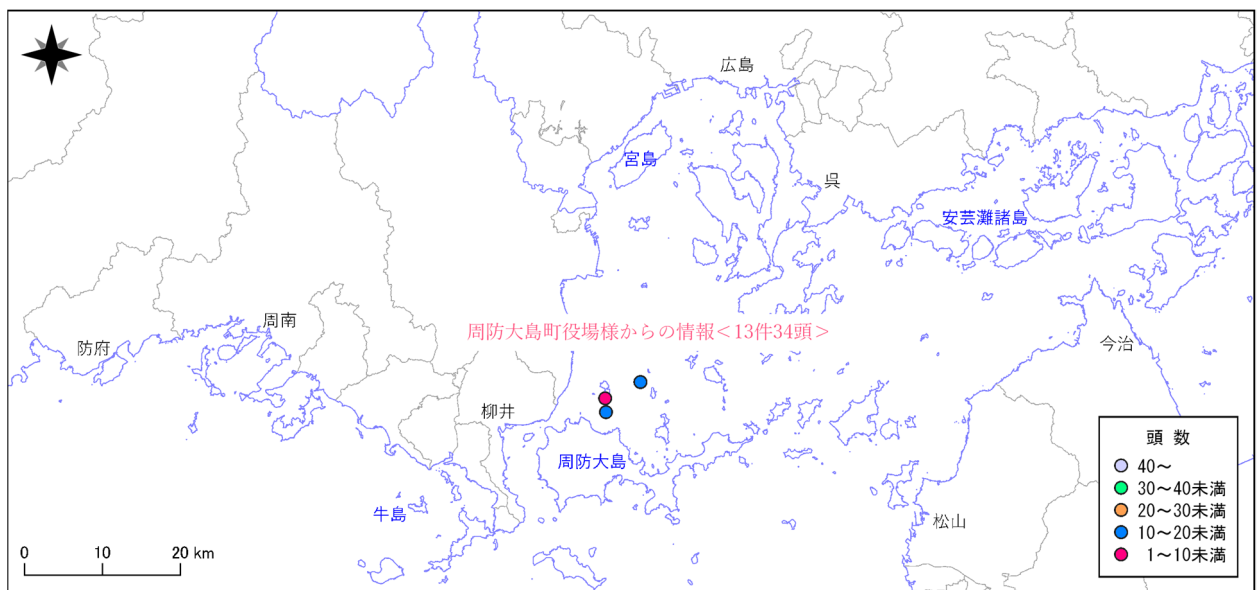 広島
宮島
呉
安芸灘諸島
周南
防府
周防大島町役場様からの情報<13件34頭>
今治
柳井
周防大島
牛島
松山
頭 数
40～
30～40未満
20～30未満
10～20未満
1～10未満
0 10 20 km